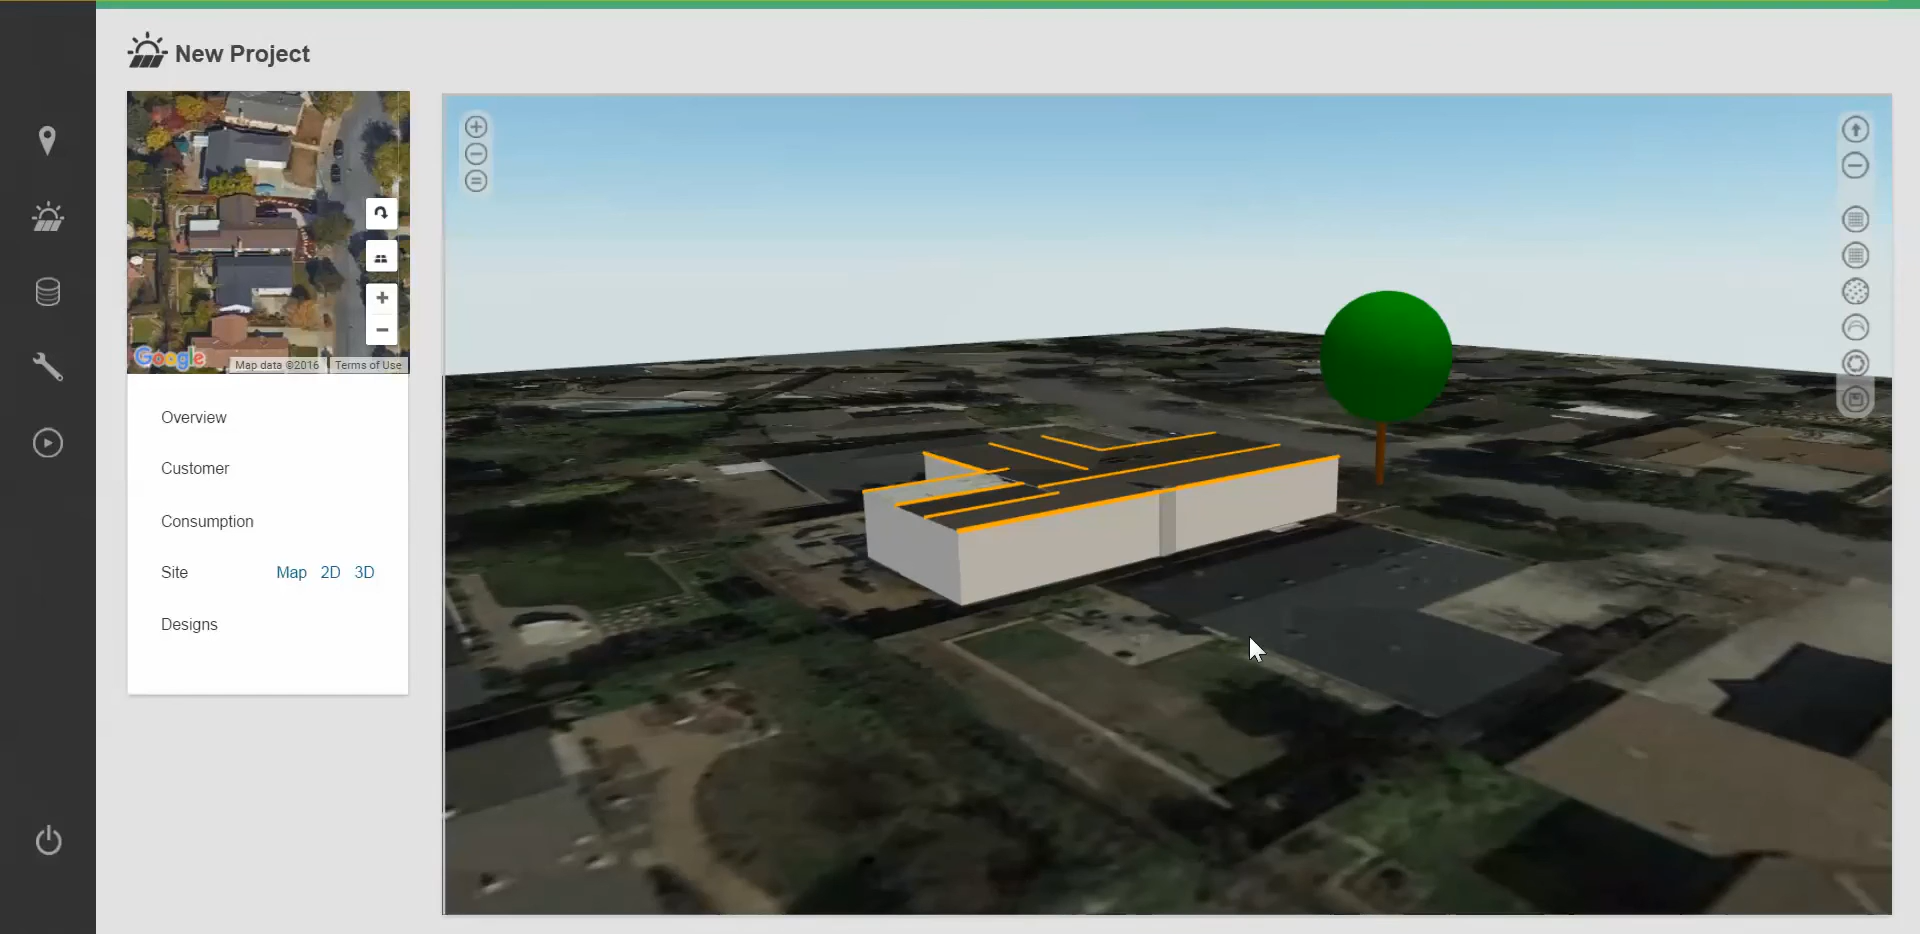 New Project
Google
Map data ©2016
Terms of Use
Overview
Customer
Consumption
Site Map 2D 3D
Designs